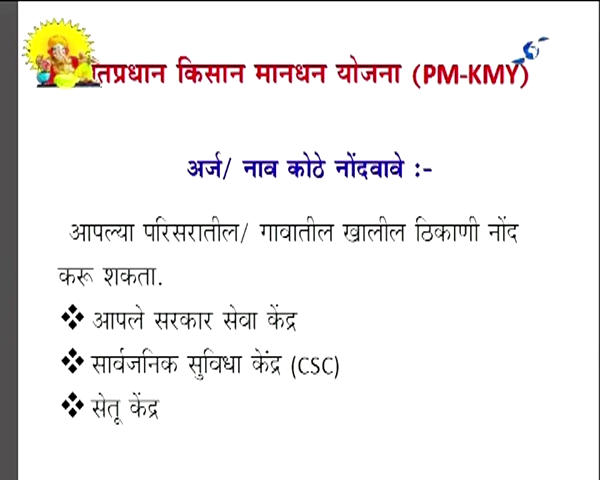 तप्रधान किसान मानधन योजना (PM-KMY)
अर्ज/ नाव कोठे नोंदवावे :-
आपल्या परिसरातील/ गावातील खालील ठिकाणी नोंद
करू शकता.
❖ आपले सरकार सेवा केंद्र
❖ सार्वजनिक सुविधा केंद्र (CSC)
❖ सेतू केंद्र